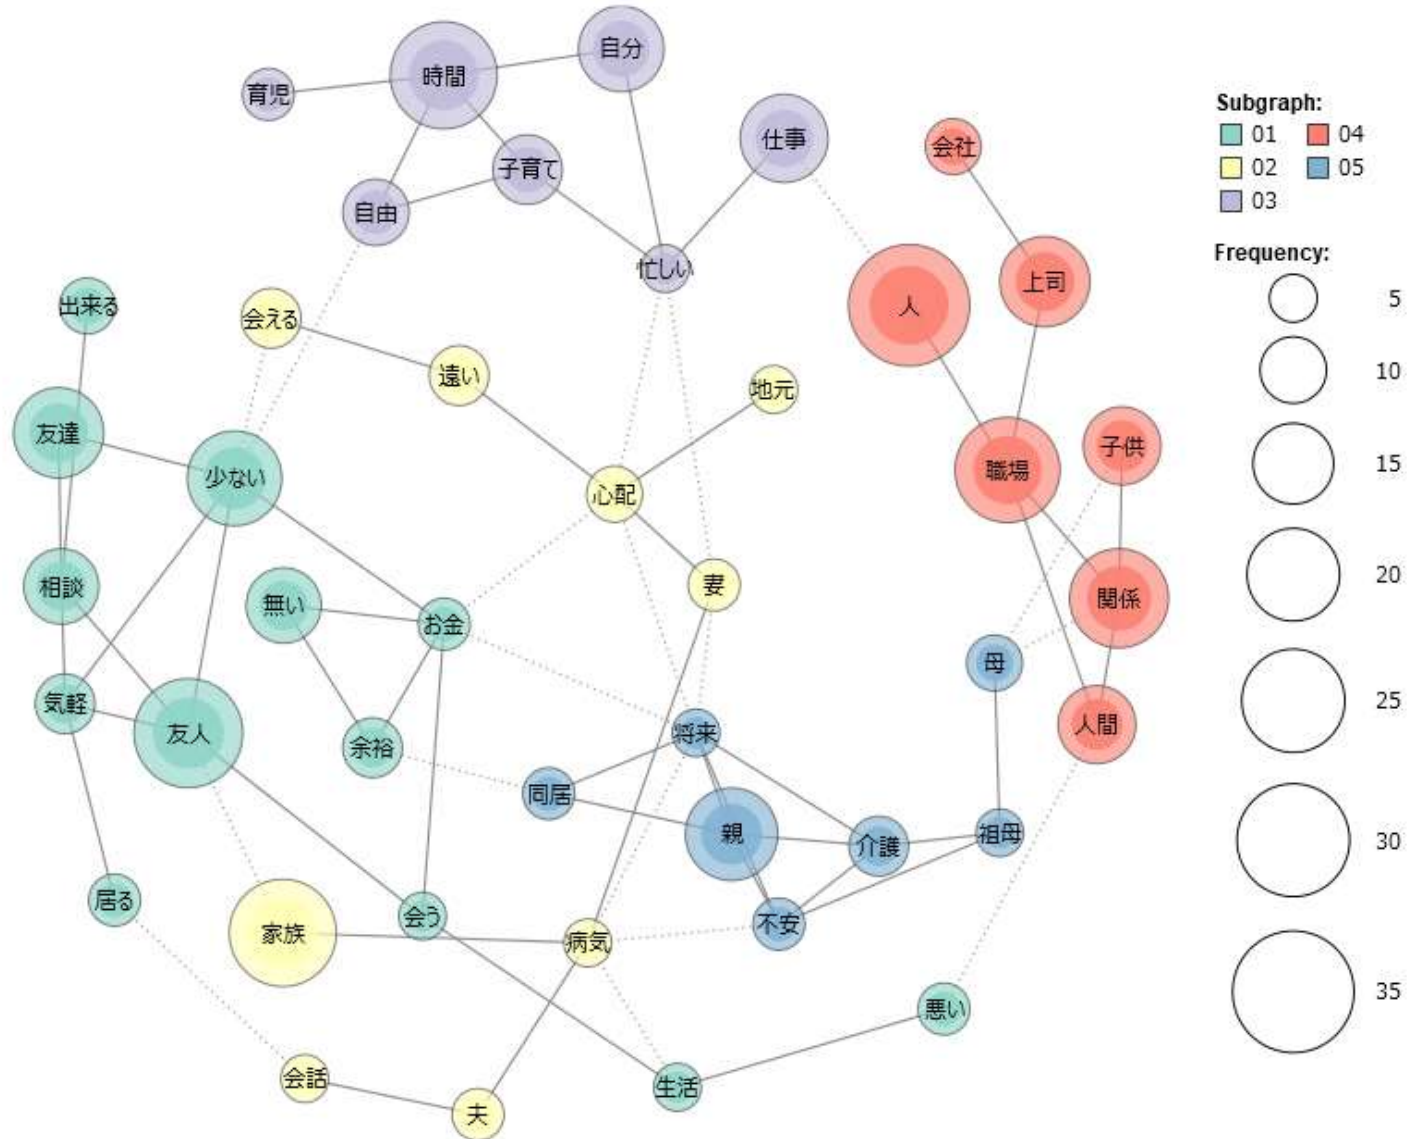 自分
時間
育児
仕事
会社
子育て
自由
忙しい
上司
人
出来る
会える
遠い
地元
友達
少ない
心配
職場
子供
相談
無い
お金
妻
関係
母
気軽
友人
余裕
将来
人間
同居
親
介護
祖母
居る
家族
会う
病気
不安
悪い
会話
夫
生活
Subgraph:
01 04
02 05
03
Frequency:
5
10
15
20
25
30
35